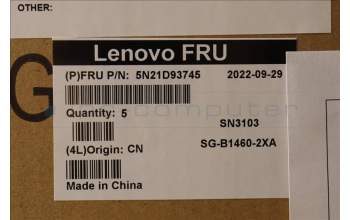 OTHER:
Lenovo FRU
(P)FRU P/N: 5N21D93745 2022-09-29
Quantity: 5
SN3103
(4L)Origin: CN
SG-B1460-2XA
Made in China
G